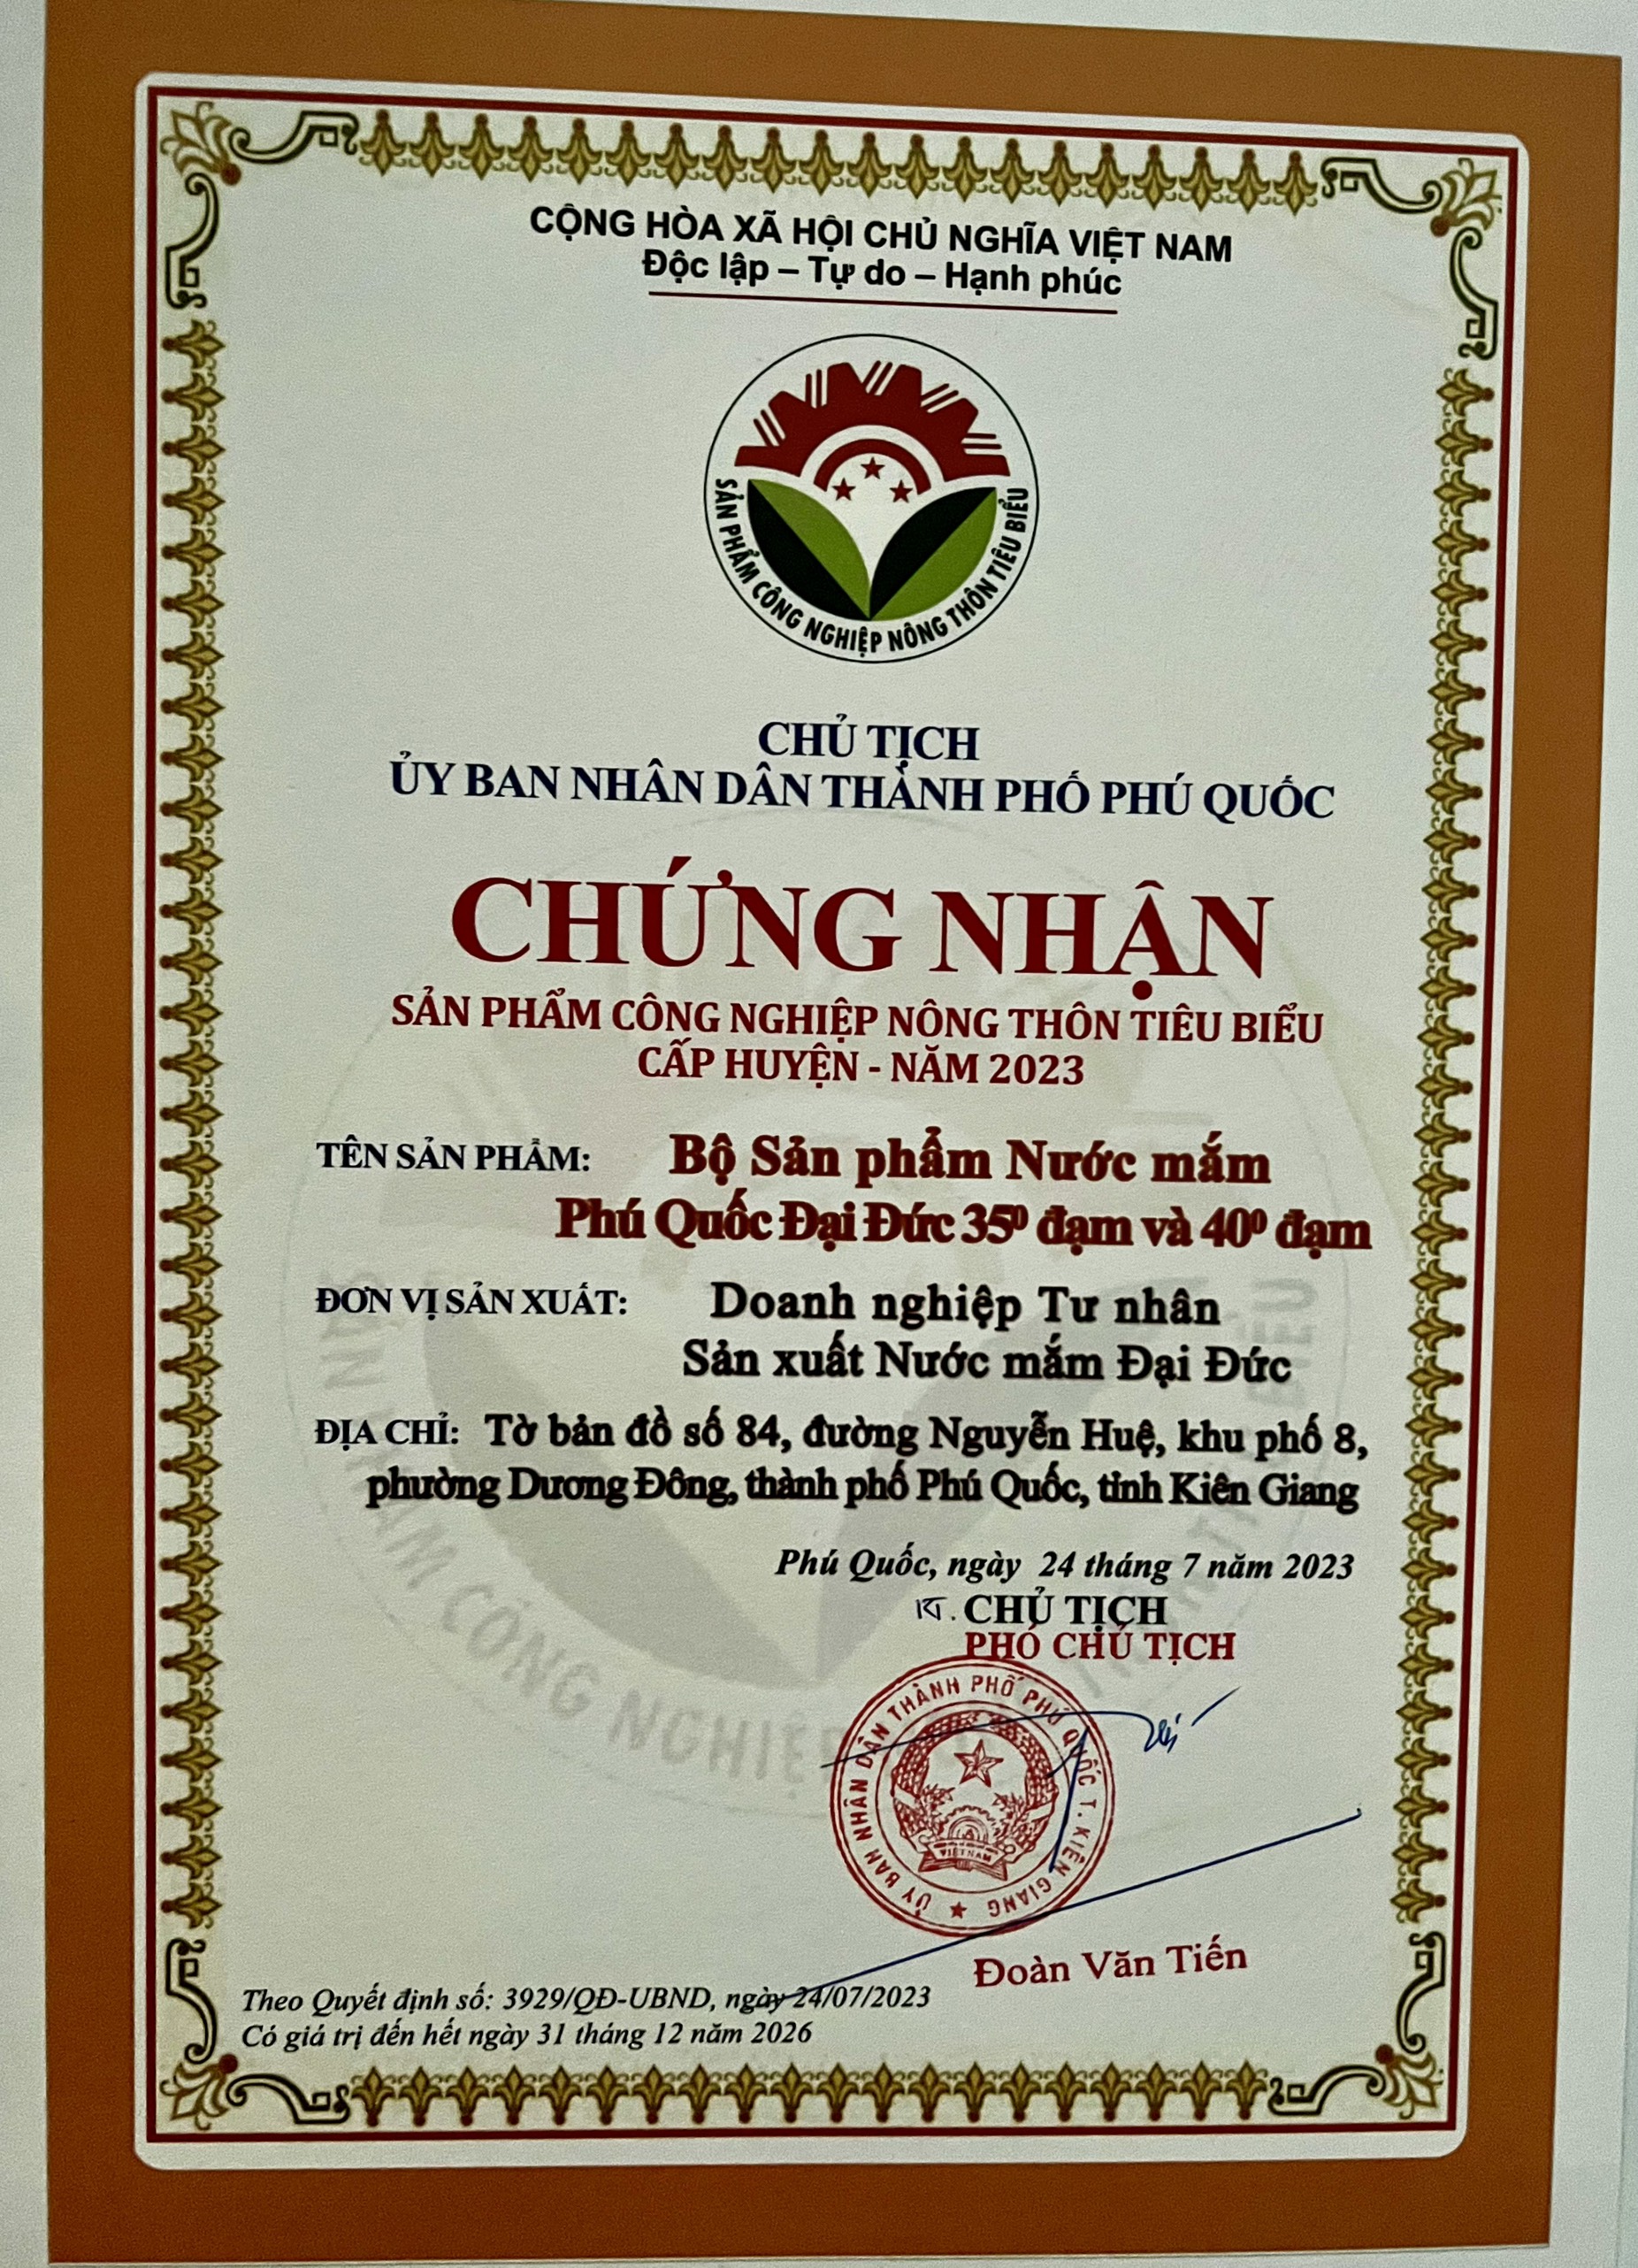 CỘNG HÒA XÃ HỘI CHỦ NGHĨA VIỆT NAM
Độc lập – Tự do – Hạnh phúc
SẢN PHẨM CÔNG NGHIỆP NÔNG THÔN TIÊU BIỂU
CHỦ TỊCH
ỦY BAN NHÂN DÂN THÀNH PHỐ PHÚ QUỐC
CHỨNG NHẬN
SẢN PHẨM CÔNG NGHIỆP NÔNG THÔN TIÊU BIỂU
CẤP HUYỆN - NĂM 2023
TÊN SẢN PHẨM: Bộ Sản phẩm Nước mắm
Phú Quốc Đại Đức 35⁰ đạm và 40⁰ đạm
ĐƠN VỊ SẢN XUẤT: Doanh nghiệp Tư nhân
Sản xuất Nước mắm Đại Đức
ĐỊA CHỈ: Tờ bản đồ số 84, đường Nguyễn Huệ, khu phố 8,
phường Dương Đông, thành phố Phú Quốc, tỉnh Kiên Giang
Phú Quốc, ngày 24 tháng 7 năm 2023
KT. CHỦ TỊCH
PHÓ CHỦ TỊCH
ỦY BAN NHÂN DÂN THÀNH PHỐ PHÚ QUỐC T. KIÊN GIANG
VIETNAM
Đoàn Văn Tiến
Theo Quyết định số: 3929/QĐ-UBND, ngày 24/07/2023
Có giá trị đến hết ngày 31 tháng 12 năm 2026